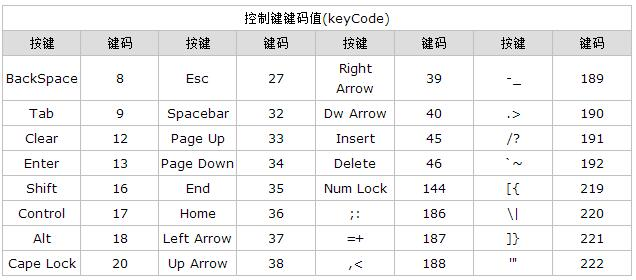 控制键键码值(keyCode)
按键 键码 按键 键码 按键 键码 按键 键码
BackSpace 8 Esc 27 Right Arrow 39 -_ 189
Tab 9 Spacebar 32 Dw Arrow 40 .> 190
Clear 12 Page Up 33 Insert 45 /? 191
Enter 13 Page Down 34 Delete 46 `~ 192
Shift 16 End 35 Num Lock 144 [{ 219
Control 17 Home 36 ;: 186 \| 220
Alt 18 Left Arrow 37 =+ 187 ]} 221
Cape Lock 20 Up Arrow 38 ,< 188 '" 222